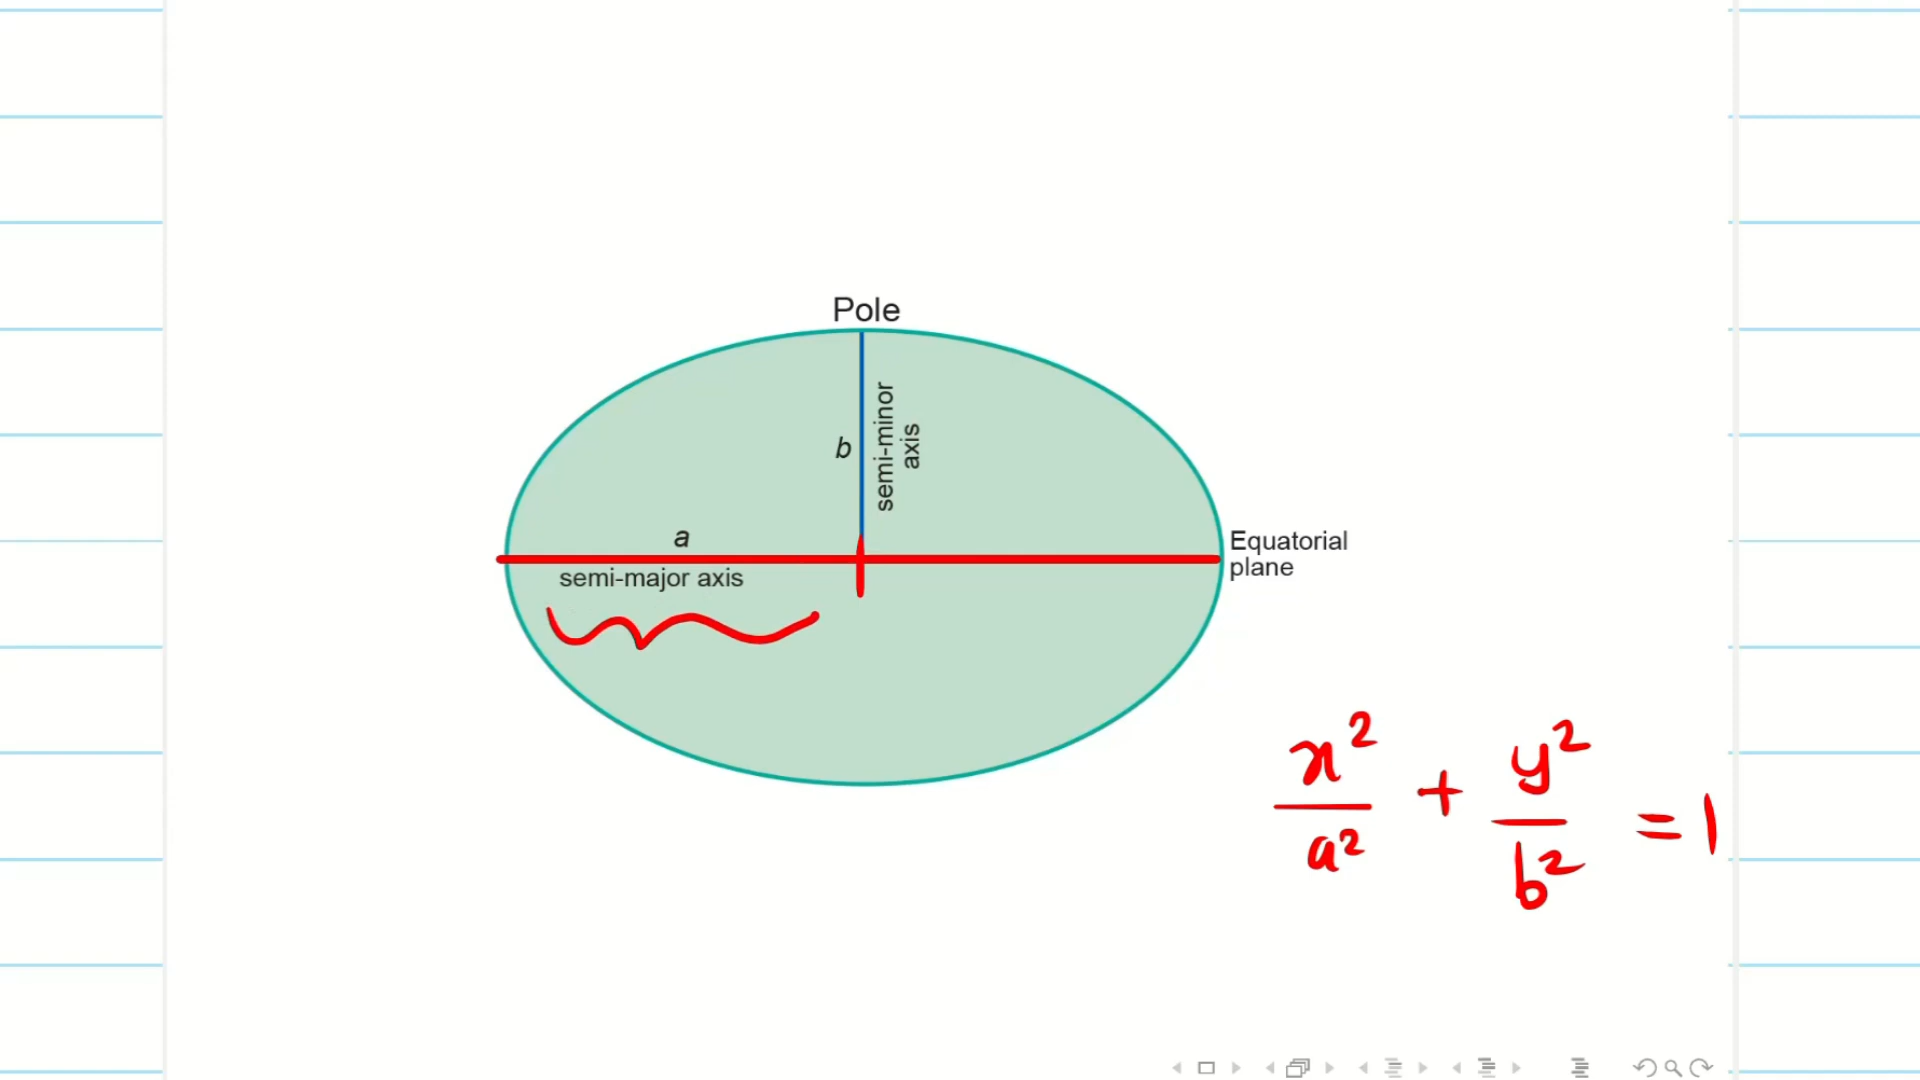 Pole
b
semi-minor
axis
a
semi-major axis
Equatorial
plane
x²/a² + y²/b² = 1